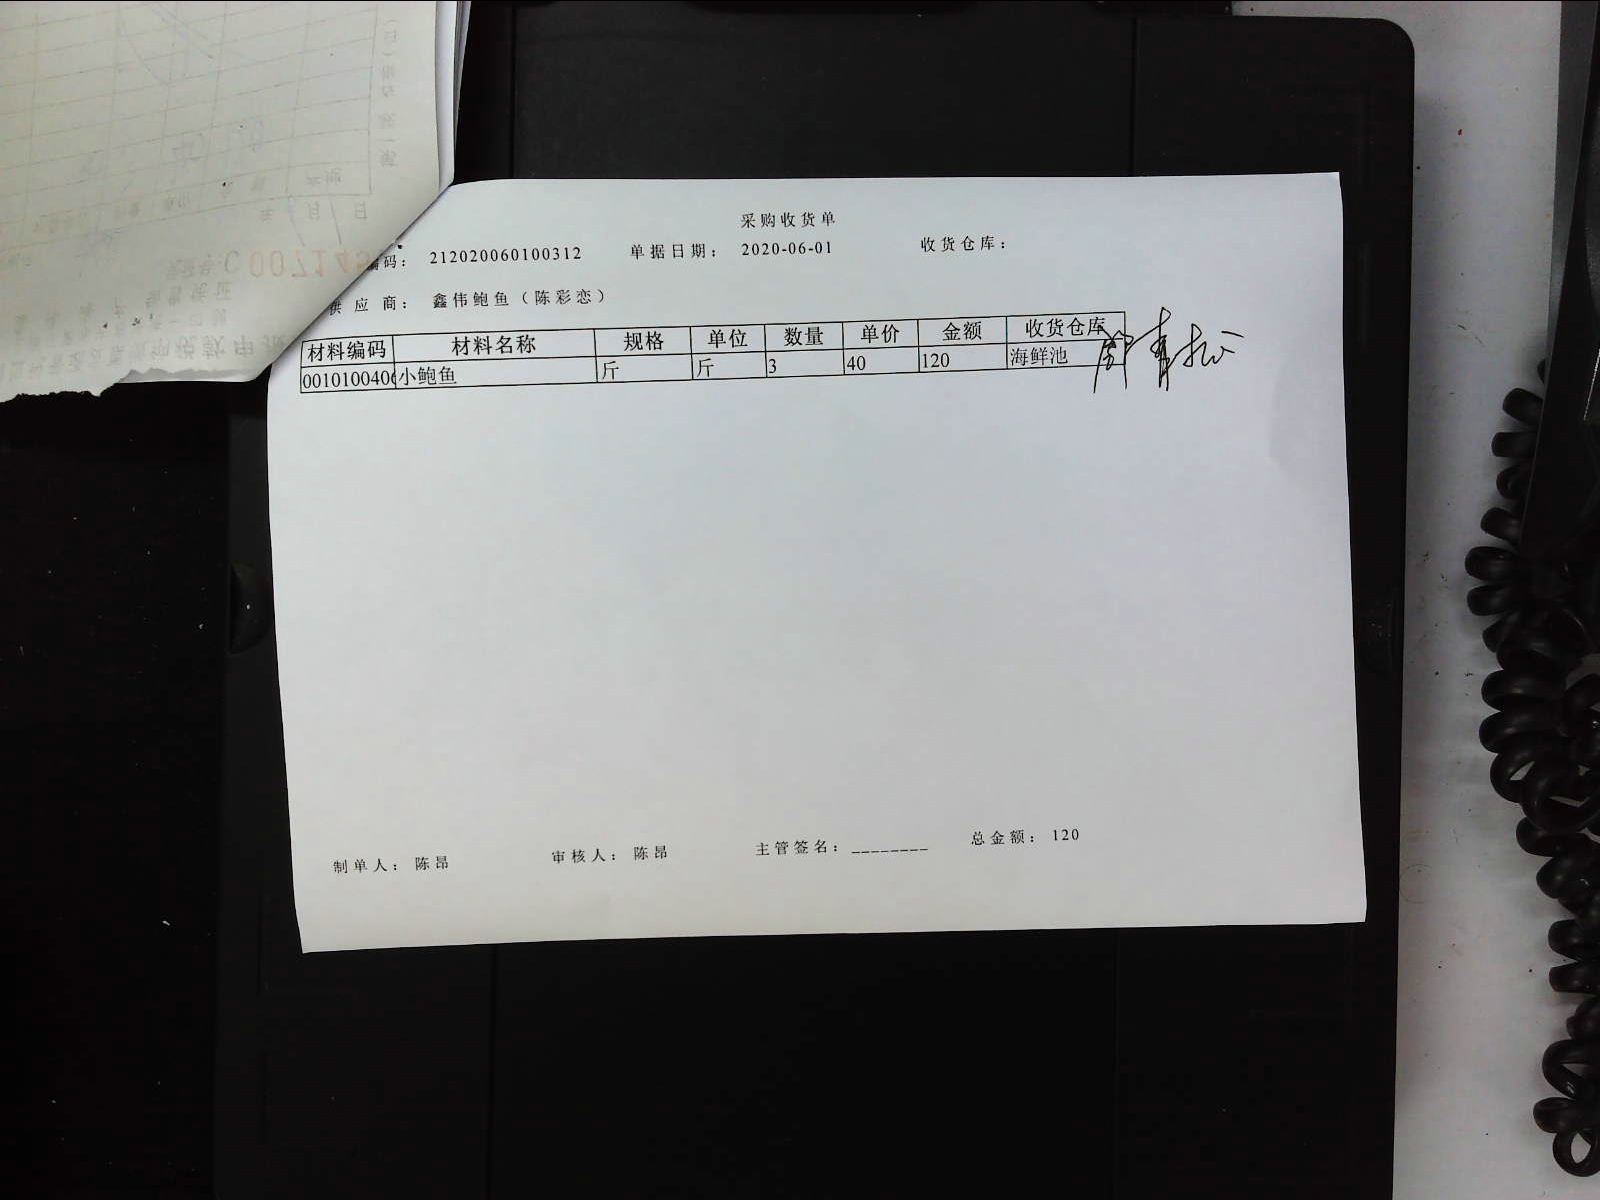 采购收货单
编码： 212020060100312 单据日期： 2020-06-01 收货仓库：
供应商： 鑫伟鲍鱼（陈彩恋）
材料编码 材料名称 规格 单位 数量 单价 金额 收货仓库
0010100406 小鲍鱼 斤 斤 3 40 120 海鲜池
制单人： 陈昂 审核人： 陈昂 主管签名：________ 总金额： 120
C0071145